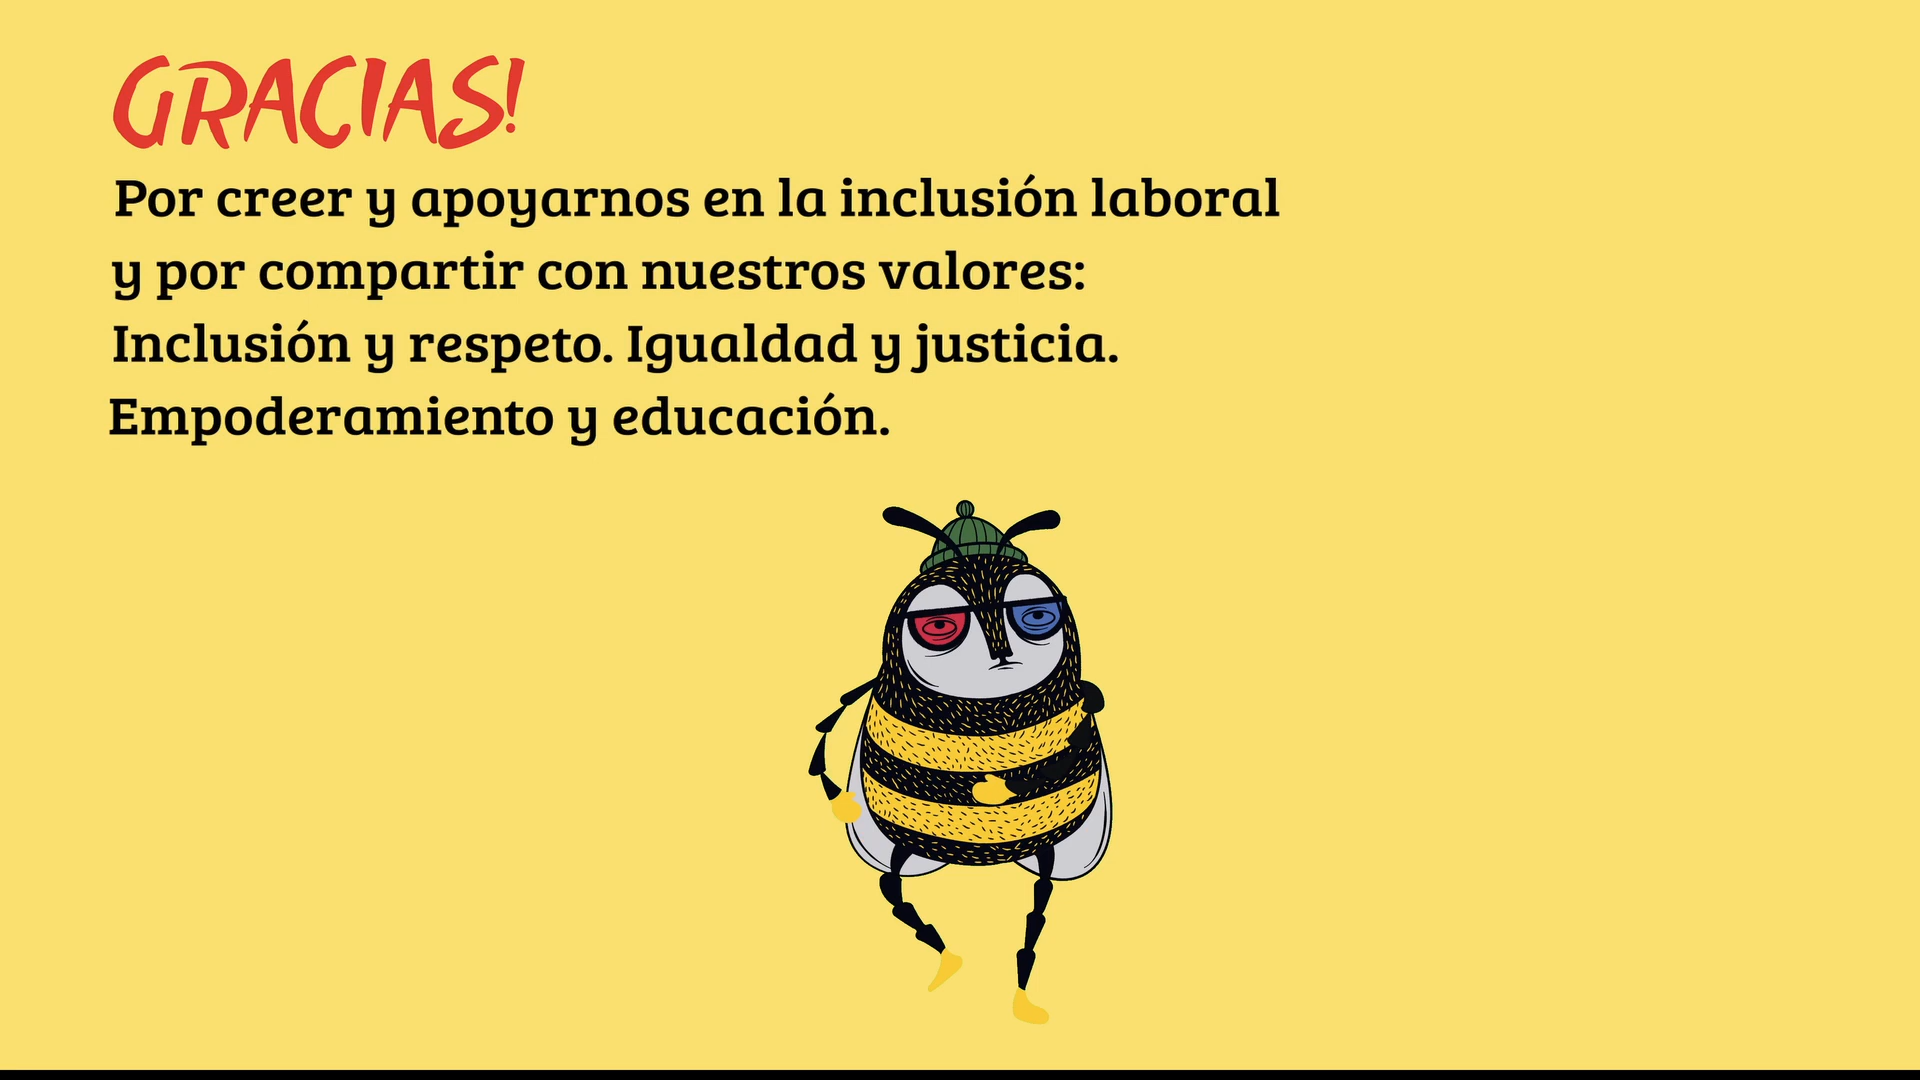 GRACIAS!
Por creer y apoyarnos en la inclusión laboral
y por compartir con nuestros valores:
Inclusión y respeto. Igualdad y justicia.
Empoderamiento y educación.